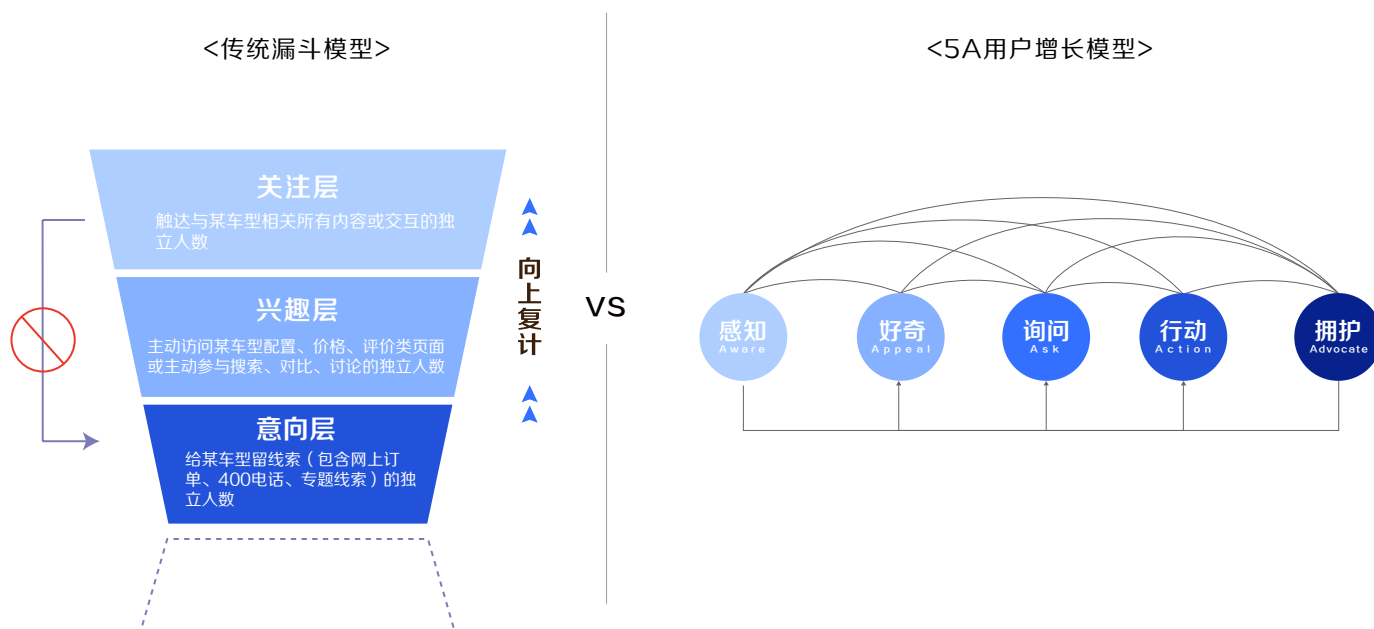 <传统漏斗模型>
关注层
触达与某车型相关所有内容或交互的独
立人数
兴趣层
主动访问某车型配置、价格、评价类页面
或主动参与搜索、对比、讨论的独立人数
意向层
给某车型留线索（包含网上订
单、400电话、专题线索）的独
立人数
向上复计
VS
<5A用户增长模型>
感知
Aware
好奇
Appeal
询问
Ask
行动
Action
拥护
Advocate